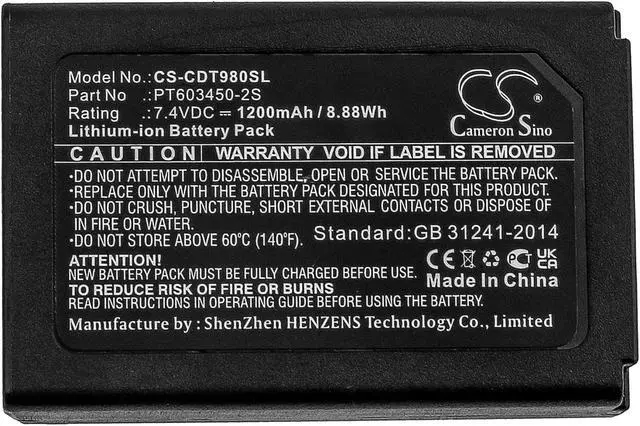 Model No.: CS-CDT980SL
Part No : PT603450-2S
Rating : 7.4VDC ⎓ 1200mAh / 8.88Wh
Lithium-ion Battery Pack
CS
Cameron Sino
CAUTION WARRANTY VOID IF LABEL IS REMOVED
•DO NOT ATTEMPT TO DISASSEMBLE, OPEN OR SERVICE THE BATTERY PACK.
•REPLACE ONLY WITH THE BATTERY PACK DESIGNATED FOR THIS PRODUCT.
•DO NOT CRUSH, PUNCTURE, SHORT EXTERNAL CONTACTS OR DISPOSE OF
IN FIRE OR WATER.
•DO NOT STORE ABOVE 60°C (140°F).
Standard:GB 31241-2014
ATTENTION!
NEW BATTERY PACK MUST BE FULLY CHARGED BEFORE USE.
TO REDUCE RISK OF FIRE OR BURNS
READ INSTRUCTIONS IN OPERATING GUIDE BEFORE USE.
CE PCT UKCA
Made In China
Manufacture by : ShenZhen HENZENS Technology Co., Limited